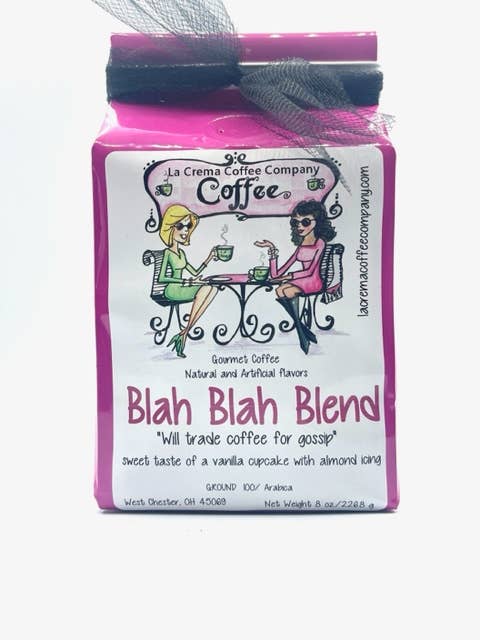 La Crema Coffee Company
Coffee
lacremacoffeecompany.com
Gourmet Coffee
Natural and Artificial flavors
Blah Blah Blend
"Will trade coffee for gossip"
sweet taste of a vanilla cupcake with almond icing
GROUND 100/ Arabica
West Chester, OH 45069
Net Weight 8 oz/226.8 g